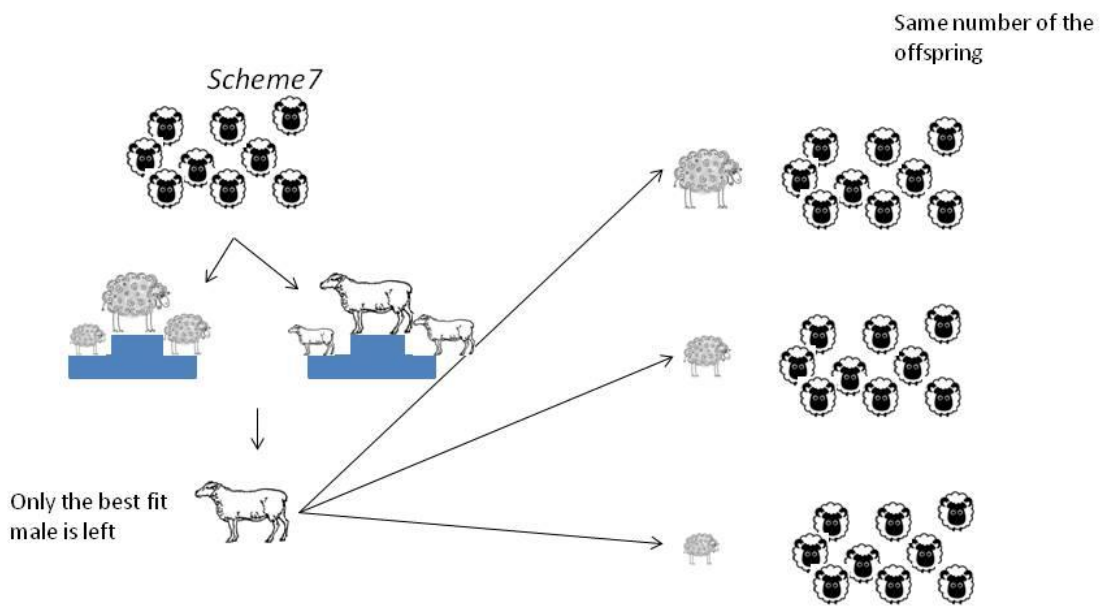 Same number of the
offspring
Scheme7
Only the best fit
male is left